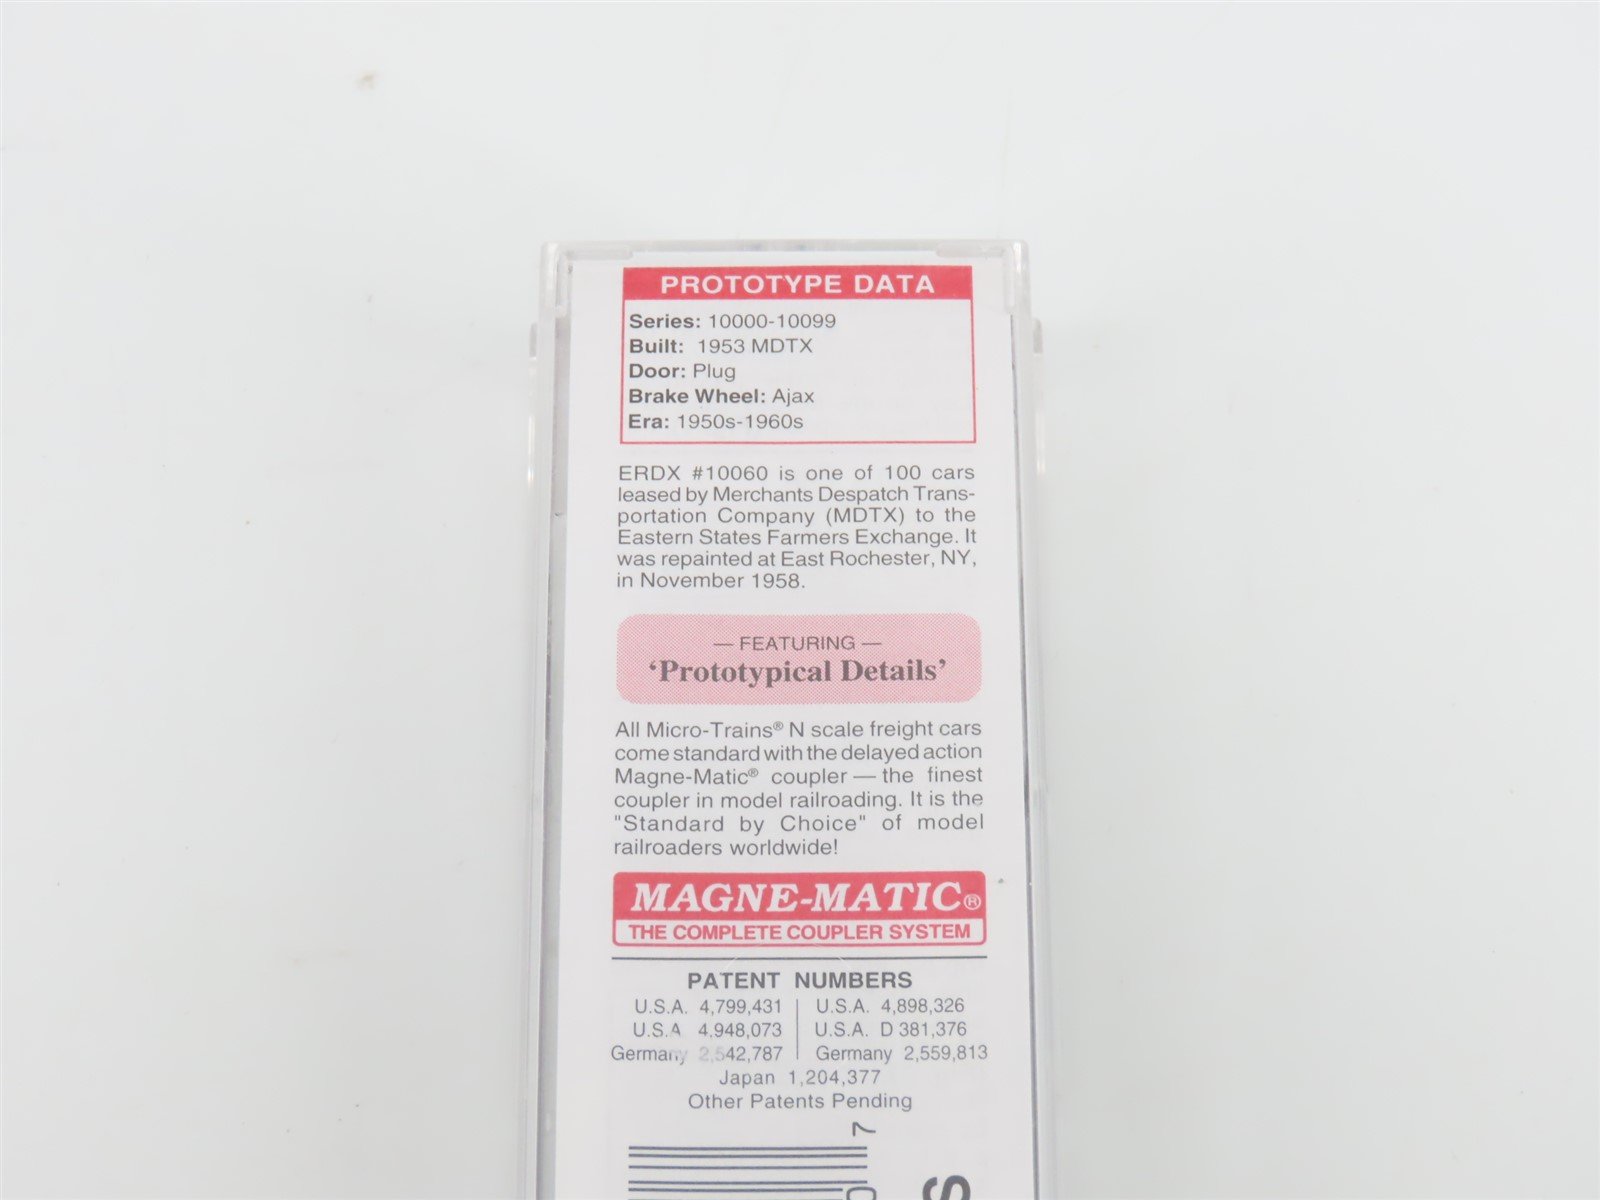 PROTOTYPE DATA
Series: 10000-10099
Built: 1953 MDTX
Door: Plug
Brake Wheel: Ajax
Era: 1950s-1960s
ERDX #10060 is one of 100 cars
leased by Merchants Despatch Trans-
portation Company (MDTX) to the
Eastern States Farmers Exchange. It
was repainted at East Rochester, NY,
in November 1958.
— FEATURING —
'Prototypical Details'
All Micro-Trains® N scale freight cars
come standard with the delayed action
Magne-Matic® coupler — the finest
coupler in model railroading. It is the
"Standard by Choice" of model
railroaders worldwide!
MAGNE-MATIC®
THE COMPLETE COUPLER SYSTEM
PATENT NUMBERS
U.S.A. 4,799,431 | U.S.A. 4,898,326
U.S.A 4,948,073 | U.S.A. D 381,376
Germany 2,542,787 | Germany 2,559,813
Japan 1,204,377
Other Patents Pending
7
0
S